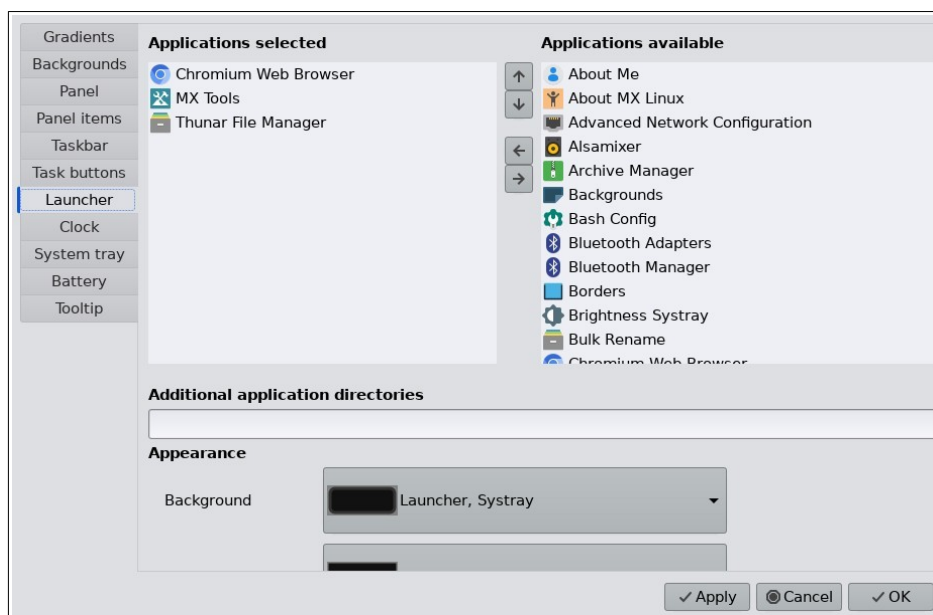 Gradients
Backgrounds
Panel
Panel items
Taskbar
Task buttons
Launcher
Clock
System tray
Battery
Tooltip
Applications selected
Chromium Web Browser
MX Tools
Thunar File Manager
Applications available
About Me
About MX Linux
Advanced Network Configuration
Alsamixer
Archive Manager
Backgrounds
Bash Config
Bluetooth Adapters
Bluetooth Manager
Borders
Brightness Systray
Bulk Rename
Chromium Web Browser
Additional application directories
Appearance
Background
Launcher, Systray
Apply
Cancel
OK